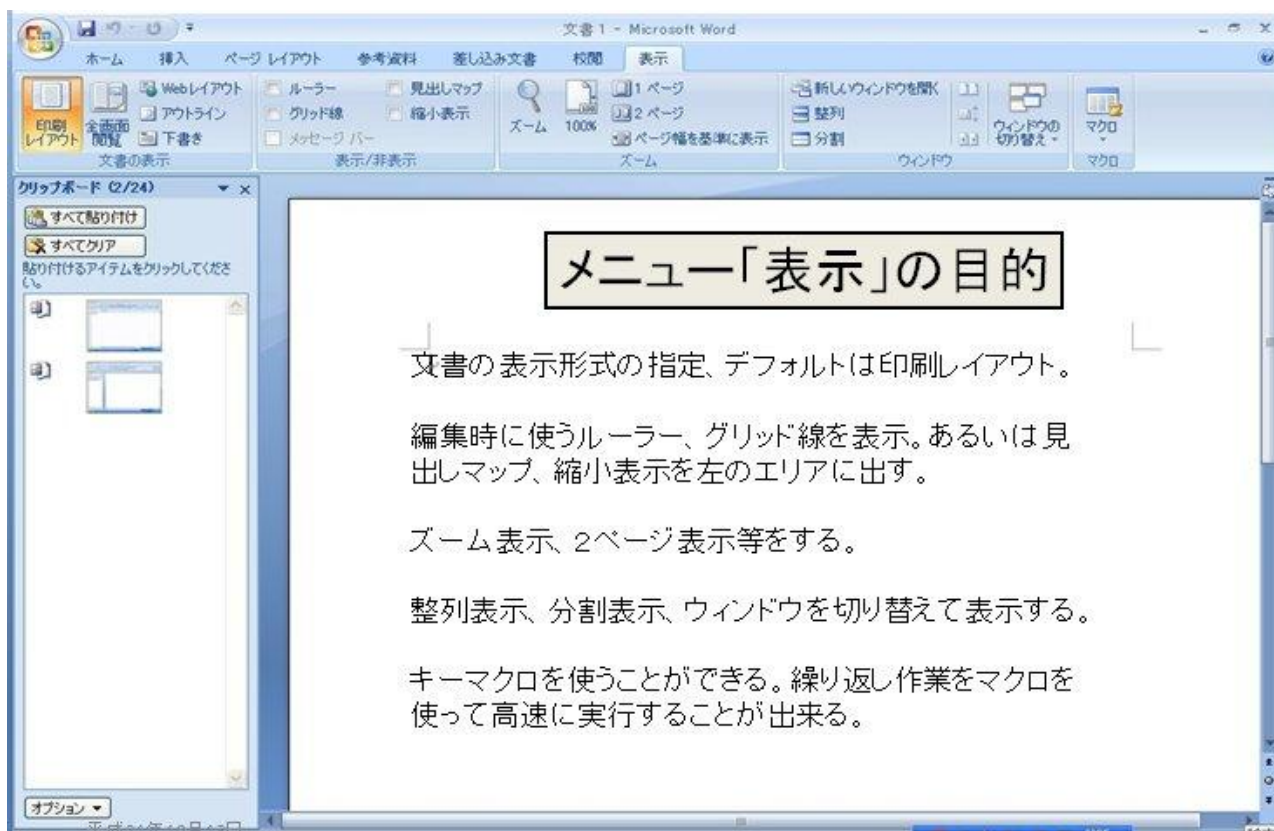 文書1 - Microsoft Word
ホーム 挿入 ページ レイアウト 参考資料 差し込み文書 校閲 表示
印刷レイアウト 全画面閲覧 Webレイアウト アウトライン 下書き
文書の表示
ルーラー グリッド線 メッセージ バー 見出しマップ 縮小表示
表示/非表示
ズーム 100% 1 ページ 2 ページ ページ幅を基準に表示
ズーム
新しいウィンドウを開く 整列 分割 ウィンドウの切り替え
ウィンドウ
マクロ
マクロ
クリップボード (2/24)
すべて貼り付け
すべてクリア
貼り付けるアイテムをクリックしてくださ
い。
メニュー「表示」の目的
文書の表示形式の指定、デフォルトは印刷レイアウト。
編集時に使うルーラー、グリッド線を表示。あるいは見
出しマップ、縮小表示を左のエリアに出す。
ズーム表示、2ページ表示等をする。
整列表示、分割表示、ウィンドウを切り替えて表示する。
キーマクロを使うことができる。繰り返し作業をマクロを
使って高速に実行することが出来る。
オプション